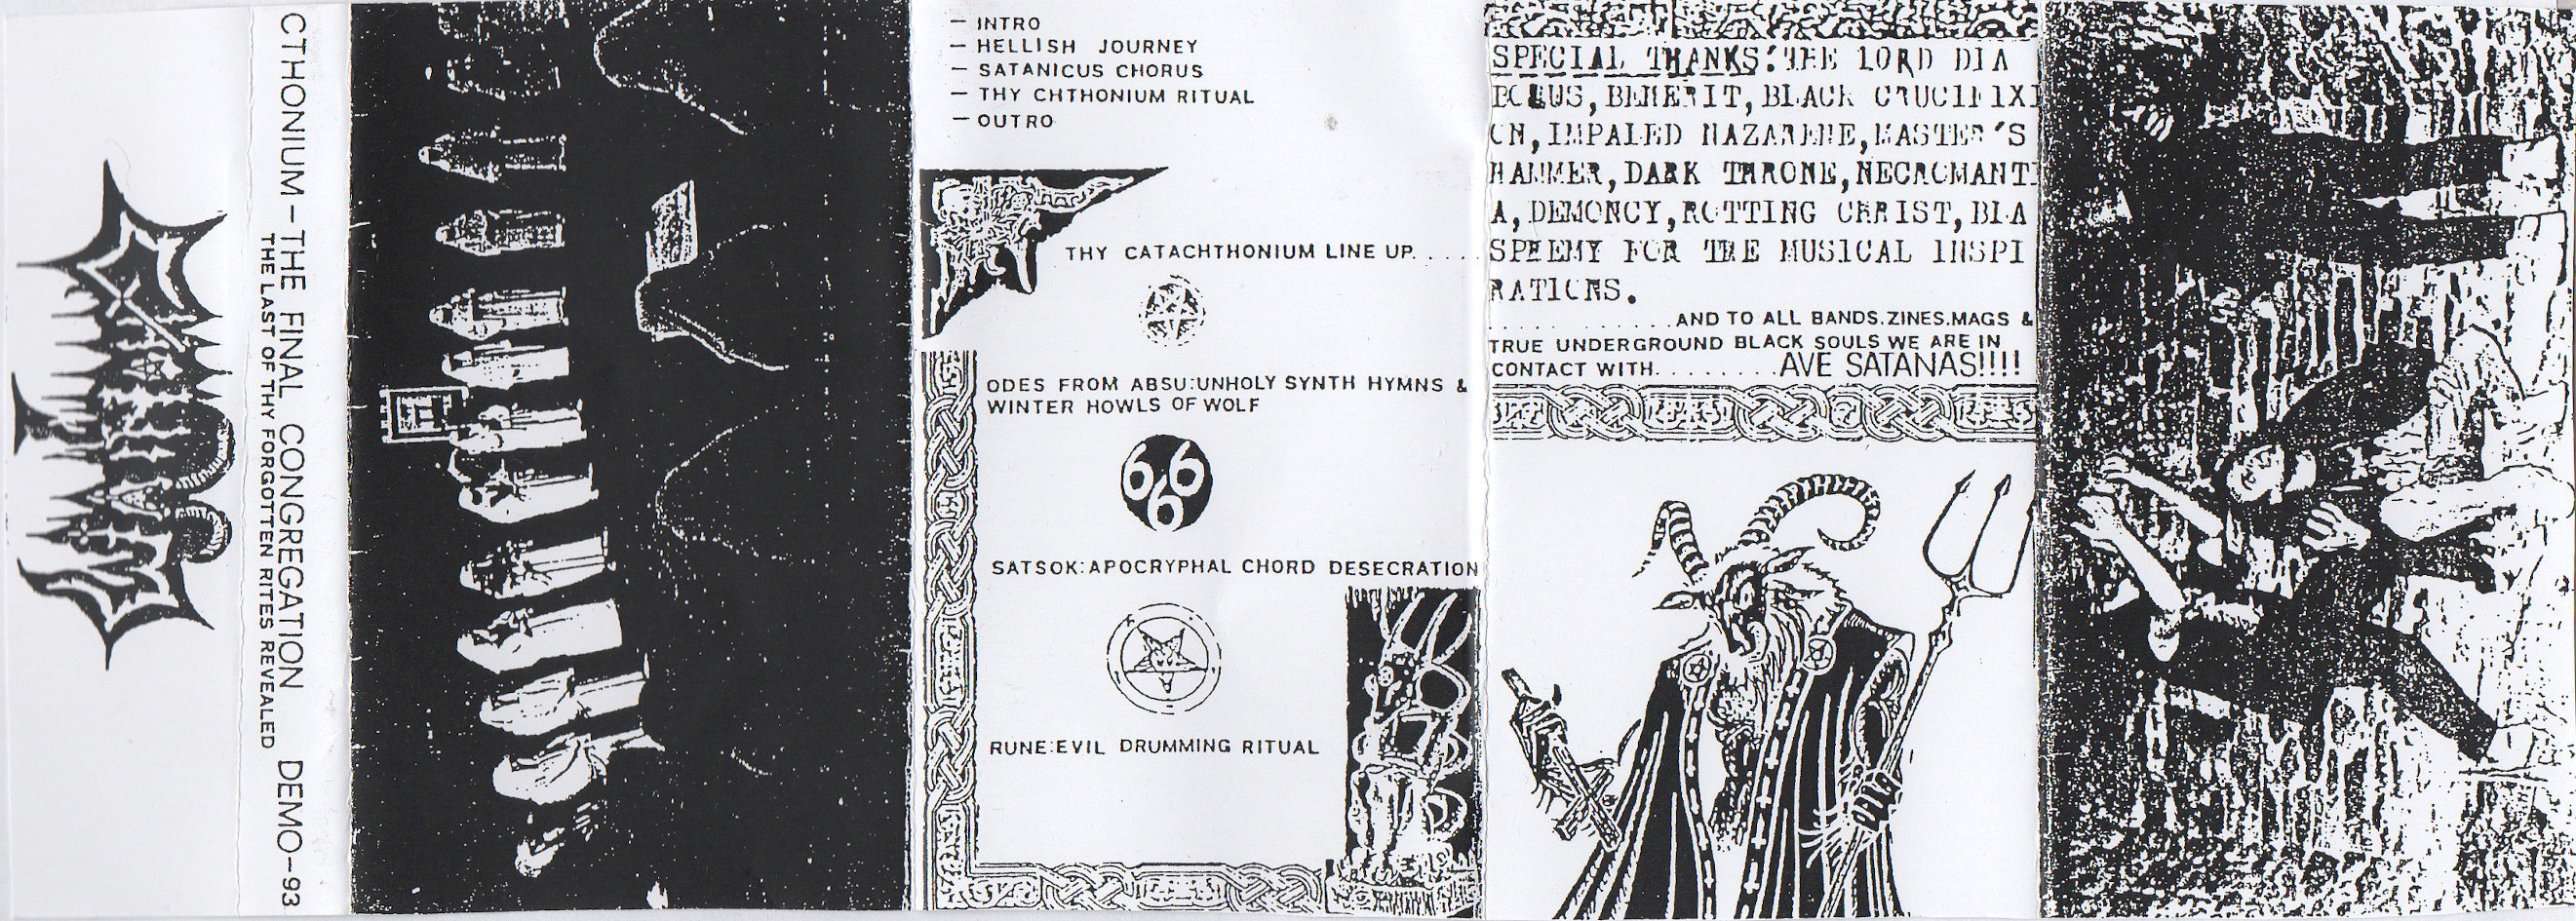 CTHONIUM - THE FINAL CONGREGATION DEMO-93
THE LAST OF THY FORGOTTEN RITES REVEALED
- INTRO
- HELLISH JOURNEY
- SATANICUS CHORUS
- THY CHTHONIUM RITUAL
- OUTRO
THY CATACHTHONIUM LINE UP.....
ODES FROM ABSU:UNHOLY SYNTH HYMNS &
WINTER HOWLS OF WOLF
666
SATSOK:APOCRYPHAL CHORD DESECRATION
RUNE:EVIL DRUMMING RITUAL
SPECIAL THANKS:THE LORD DIA
BOLUS,BEHERIT,BLACK CRUCIFIXI
ON,IMPALED NAZARENE,MASTER'S
HAMMER,DARK THRONE,NECROMANTI
A,DEMONCY,ROTTING CHRIST,BLA
SPHEMY FOR THE MUSICAL INSPI
RATIONS.
................AND TO ALL BANDS.ZINES.MAGS &
TRUE UNDERGROUND BLACK SOULS WE ARE IN
CONTACT WITH.........AVE SATANAS!!!!